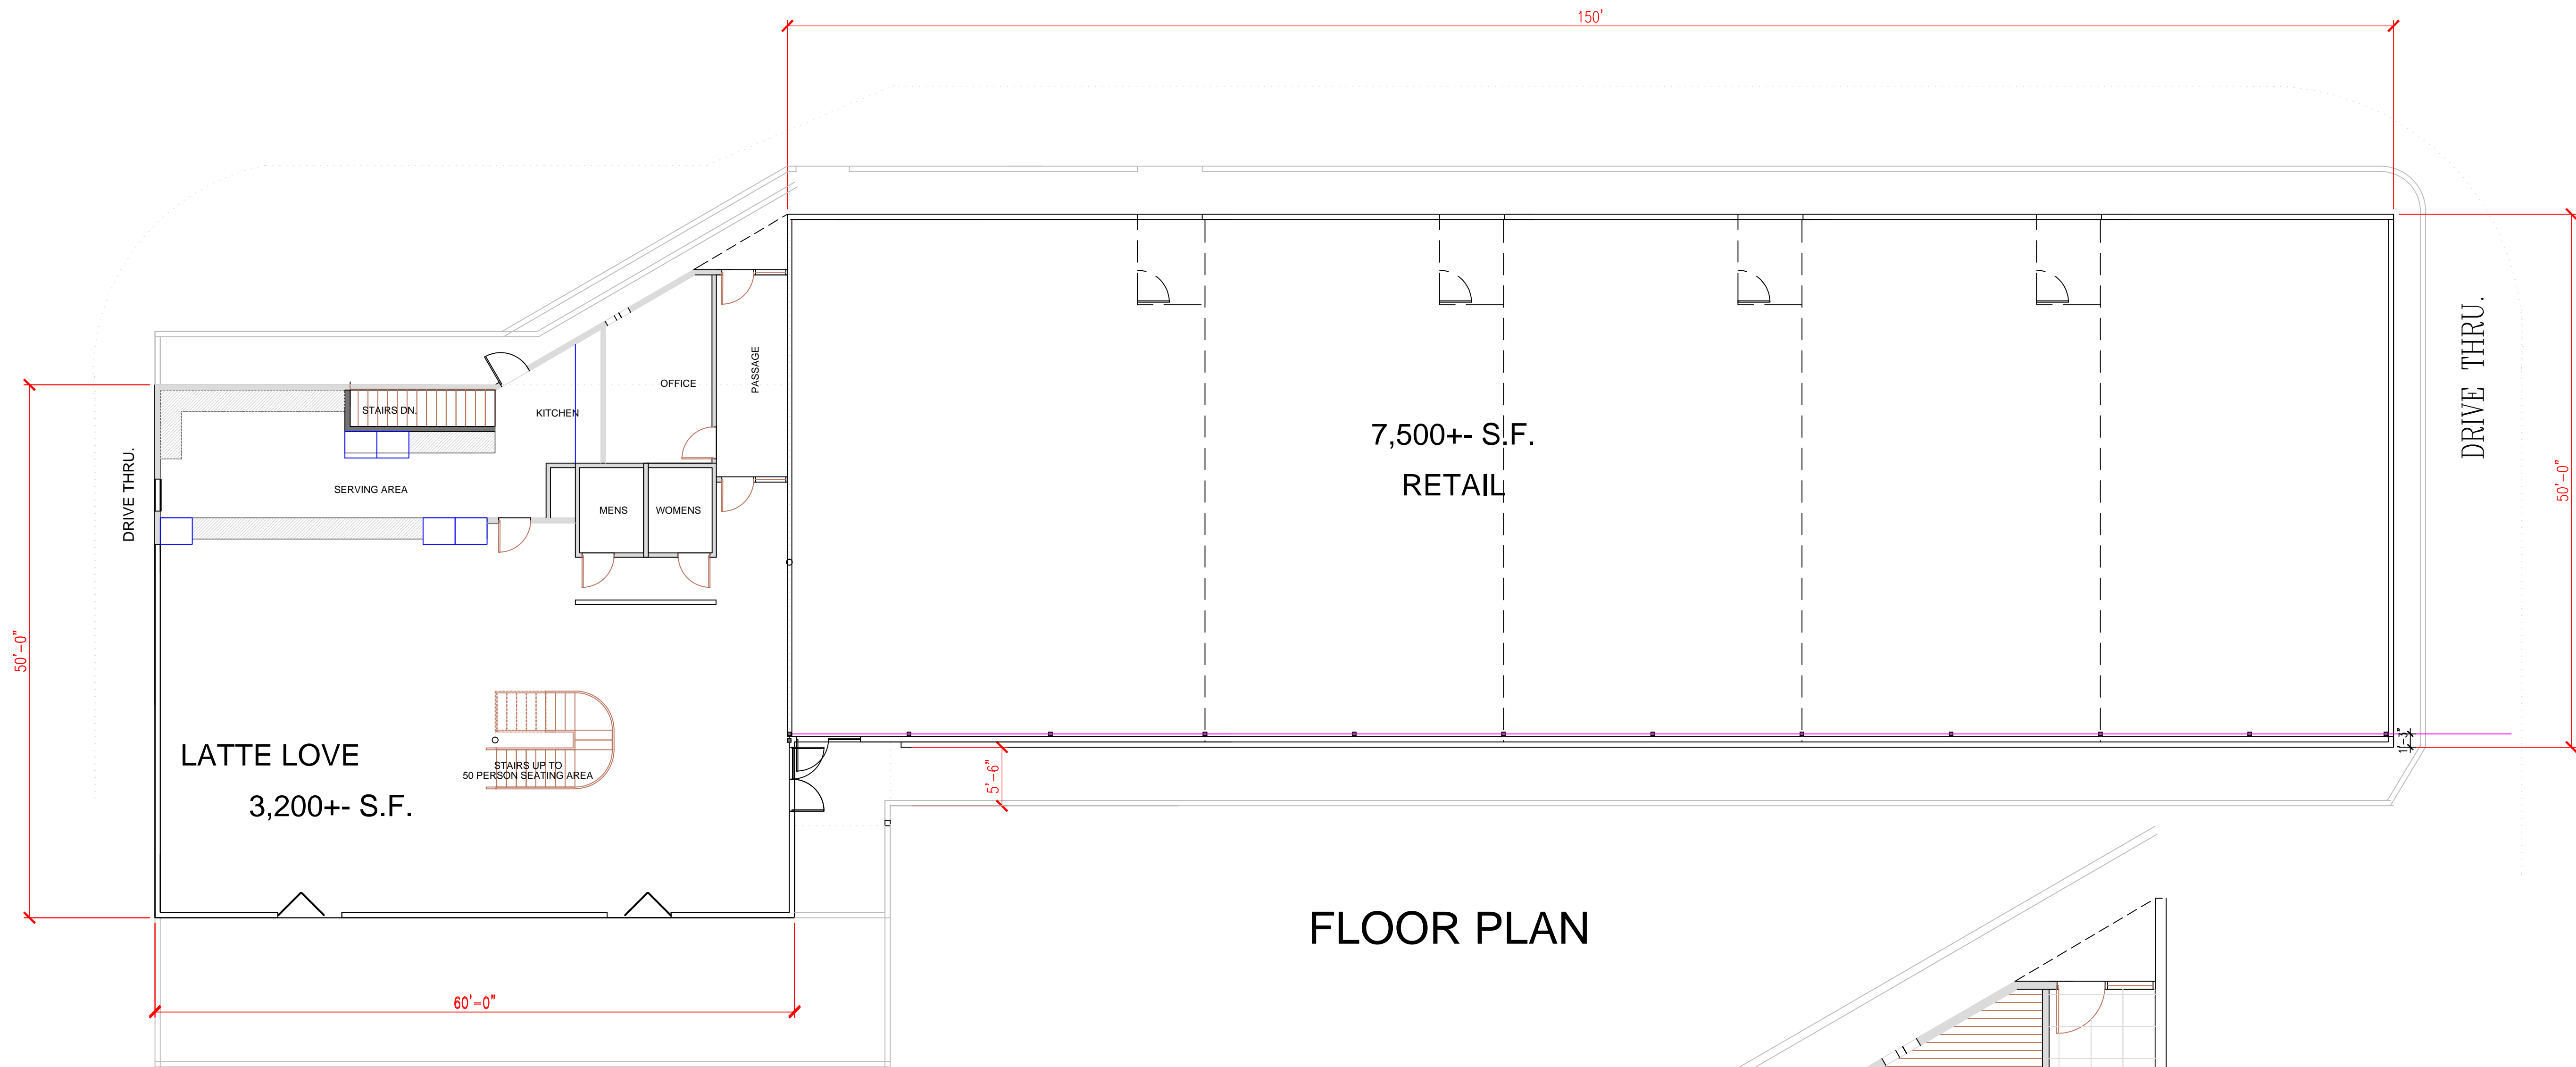 150'
DRIVE THRU.
50'-0"
STAIRS DN.
KITCHEN
OFFICE
PASSAGE
7,500+- S.F.
RETAIL
DRIVE THRU.
50'-0"
SERVING AREA
MENS
WOMENS
LATTE LOVE
3,200+- S.F.
STAIRS UP TO
50 PERSON SEATING AREA
5'-6"
1'-3"
FLOOR PLAN
60'-0"